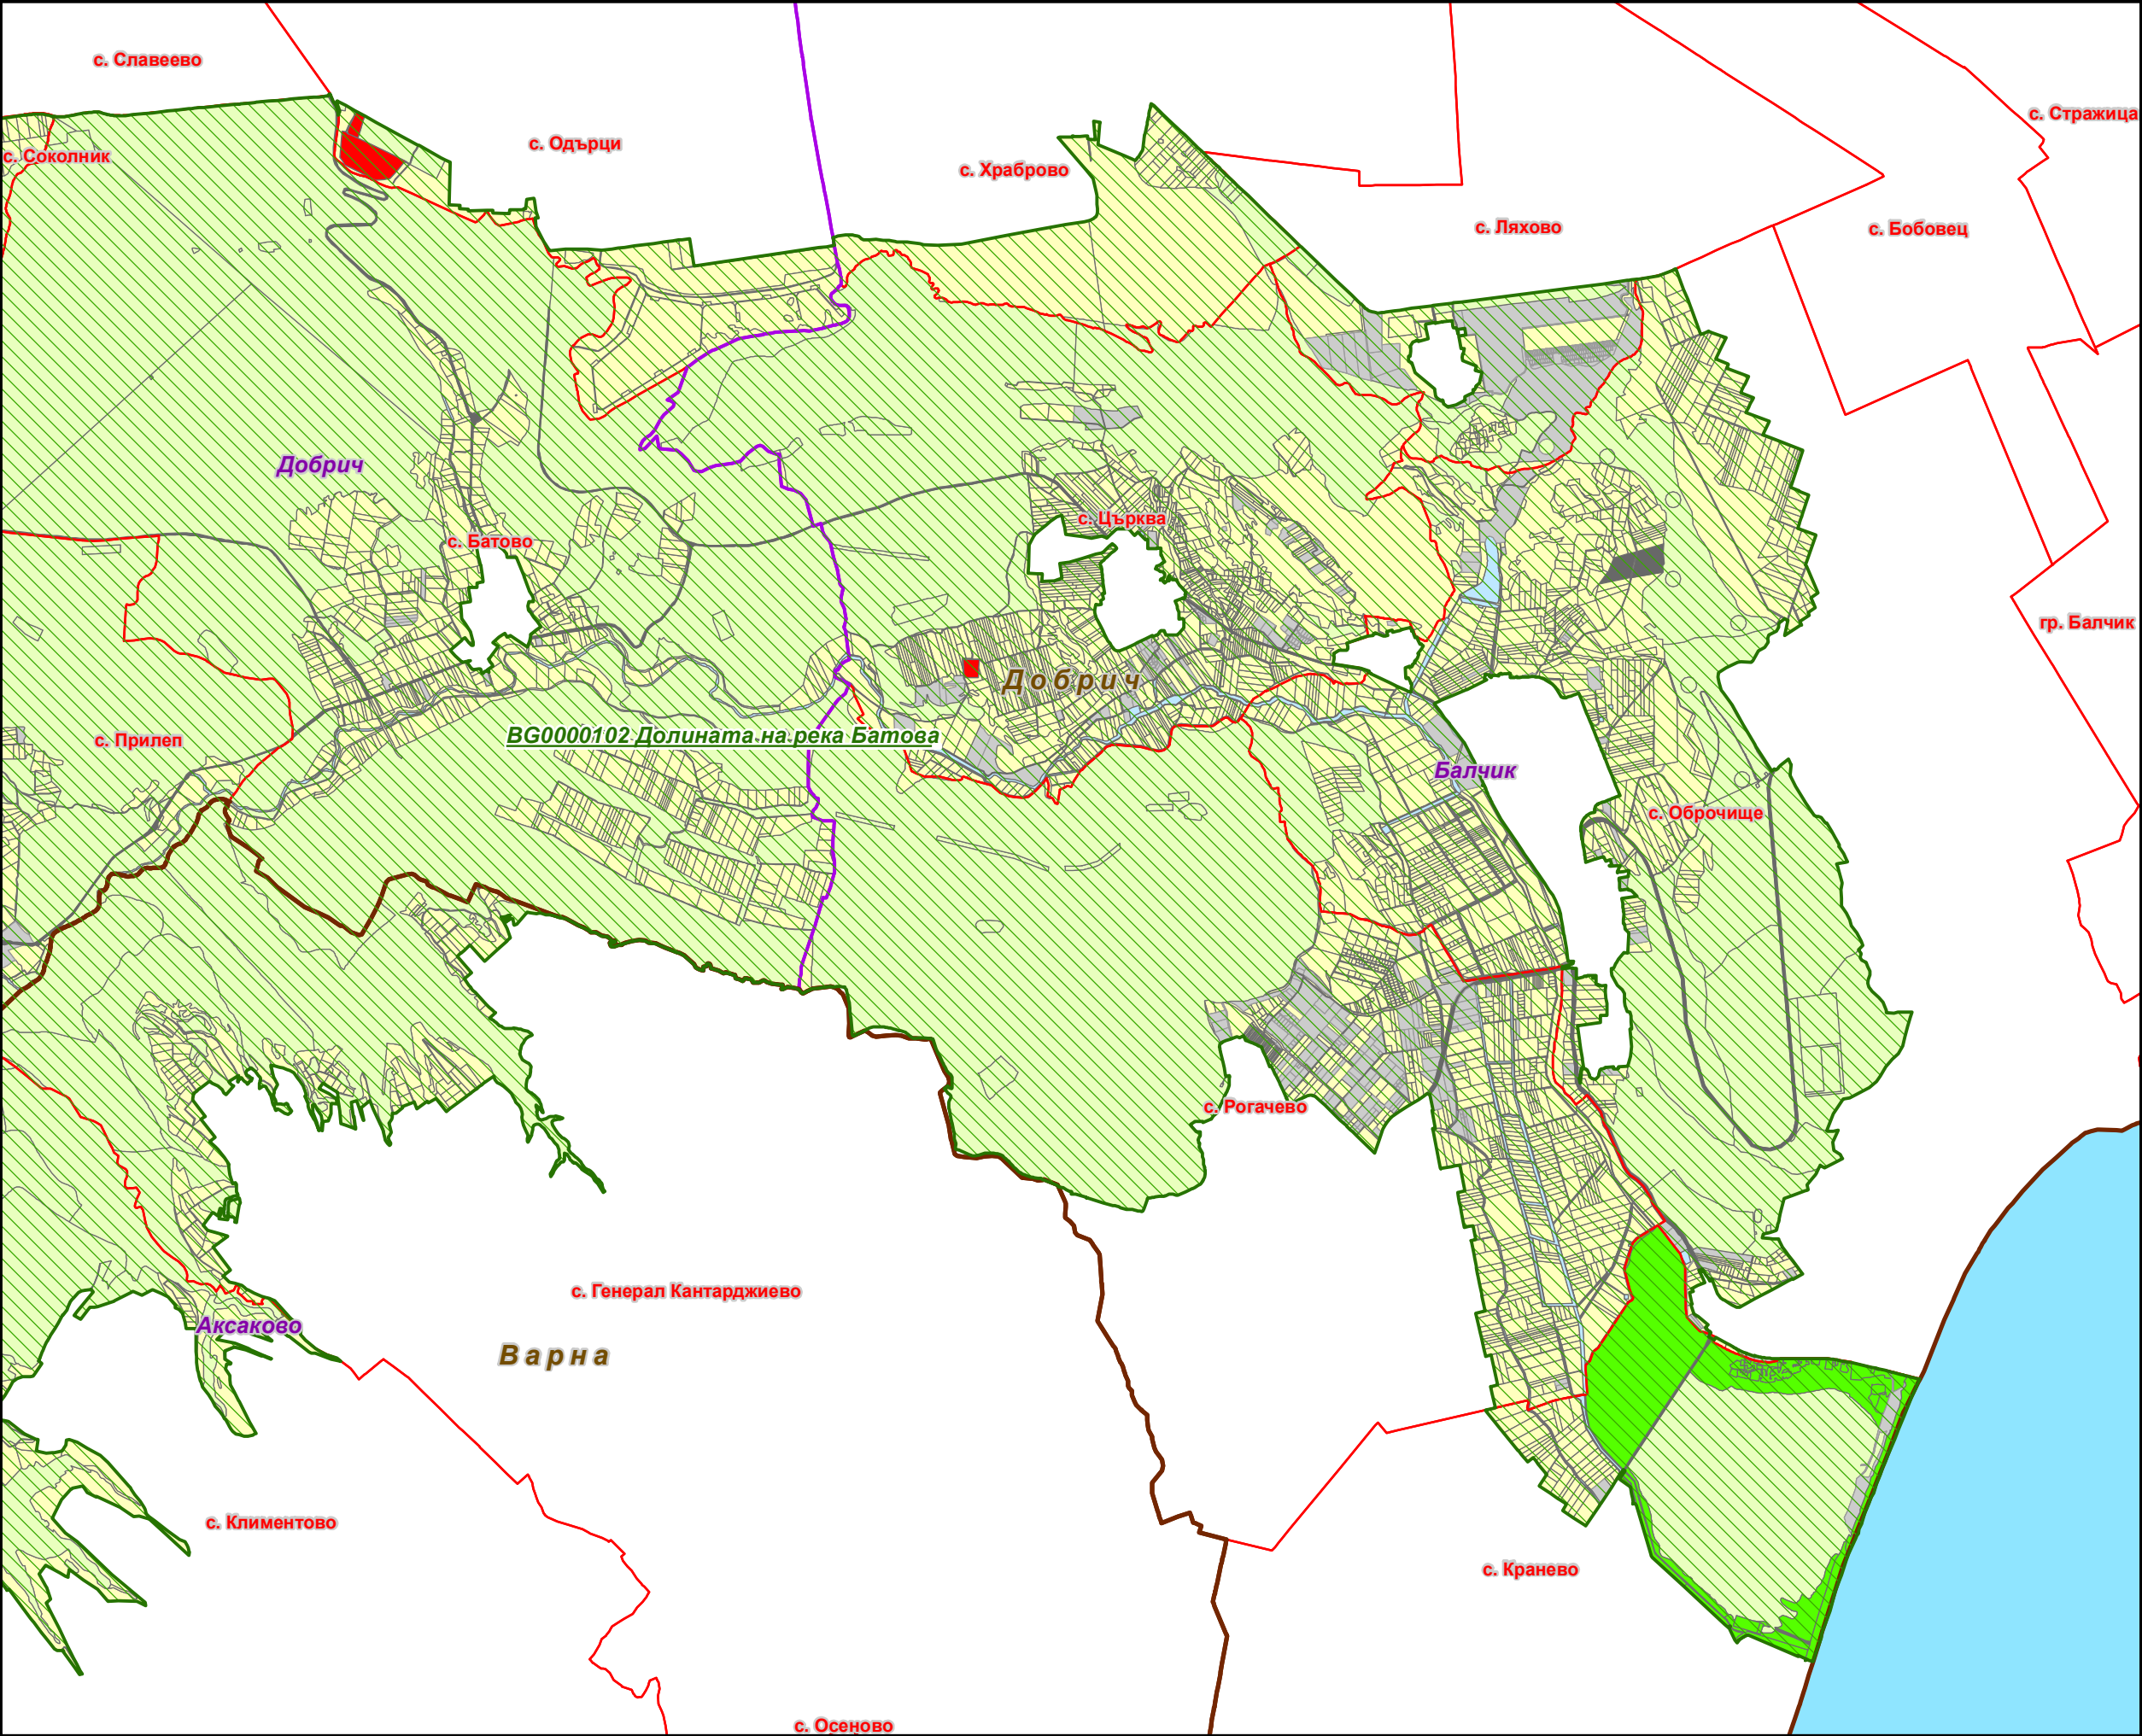 с. Славеево
с. Стражица
с. Одърци
с. Соколник
с. Храброво
с. Ляхово
с. Бобовец
Добрич
с. Църква
с. Батово
гр. Балчик
Добрич
BG0000102 Долината на река Батова
с. Прилеп
Балчик
с. Оброчище
с. Рогачево
с. Генерал Кантарджиево
Аксаково
Варна
с. Климентово
с. Кранево
с. Осеново